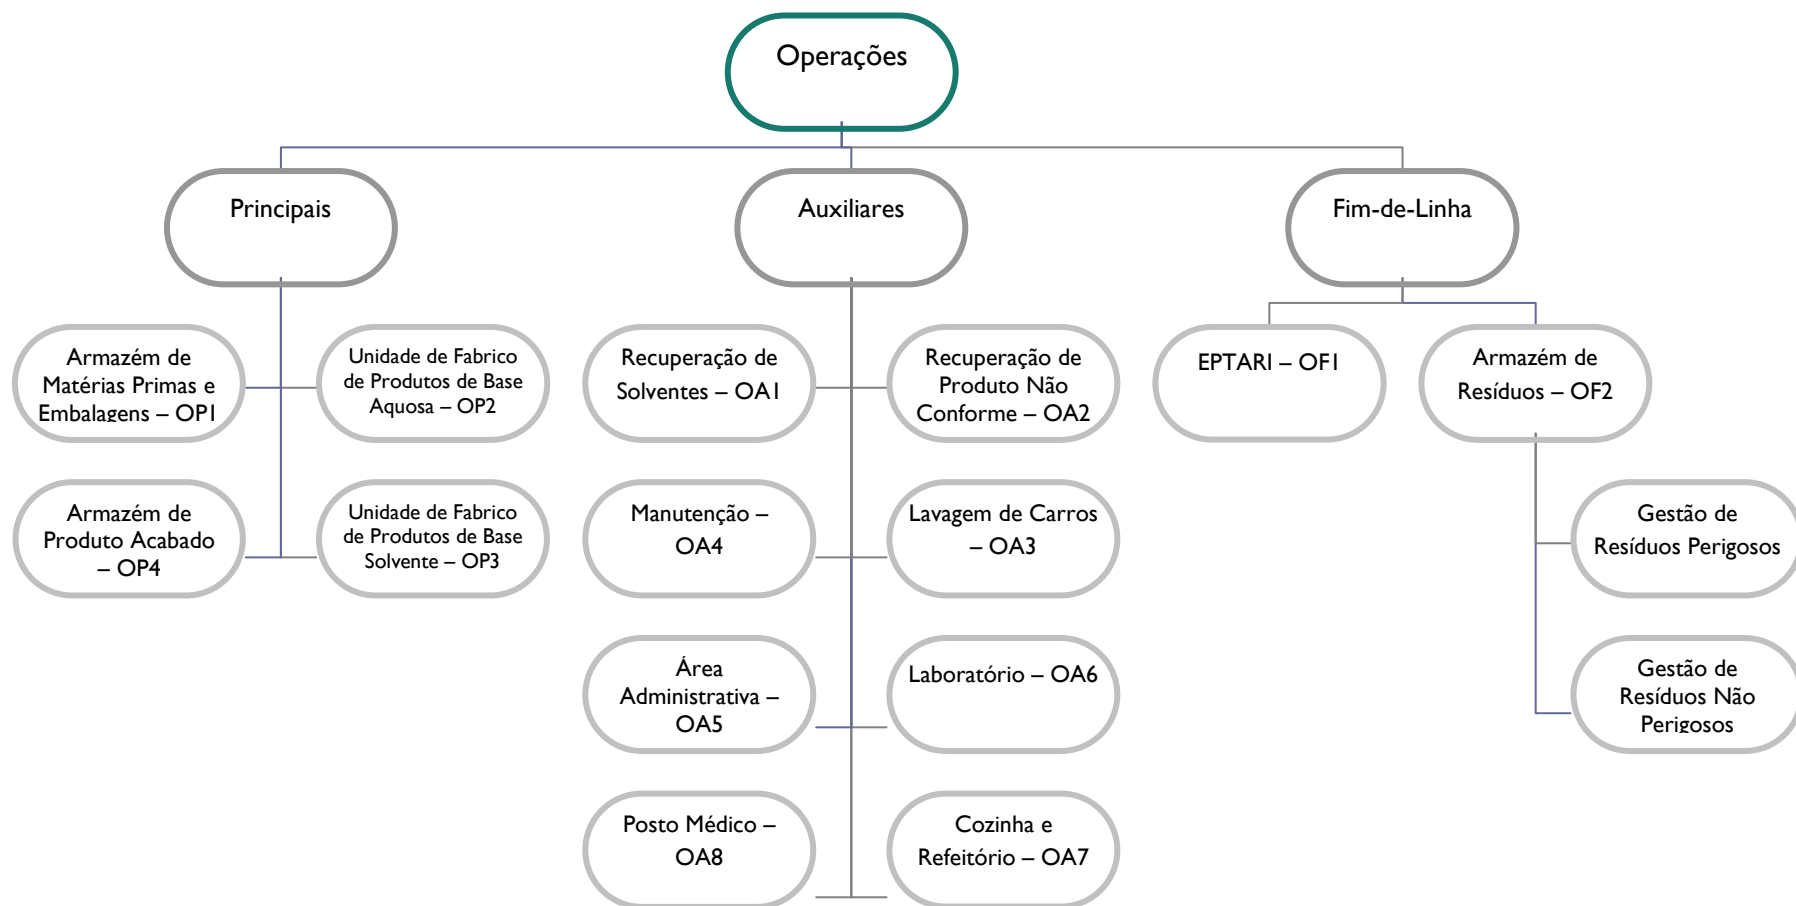 Operações
Principais
Auxiliares
Fim-de-Linha
Armazém de
Matérias Primas e
Embalagens – OP1
Unidade de Fabrico
de Produtos de Base
Aquosa – OP2
Recuperação de
Solventes – OA1
Recuperação de
Produto Não
Conforme – OA2
EPTARI – OF1
Armazém de
Resíduos – OF2
Armazém de
Produto Acabado
– OP4
Unidade de Fabrico
de Produtos de Base
Solvente – OP3
Manutenção –
OA4
Lavagem de Carros
– OA3
Gestão de
Resíduos Perigosos
Área
Administrativa –
OA5
Laboratório – OA6
Gestão de
Resíduos Não
Perigosos
Posto Médico –
OA8
Cozinha e
Refeitório – OA7